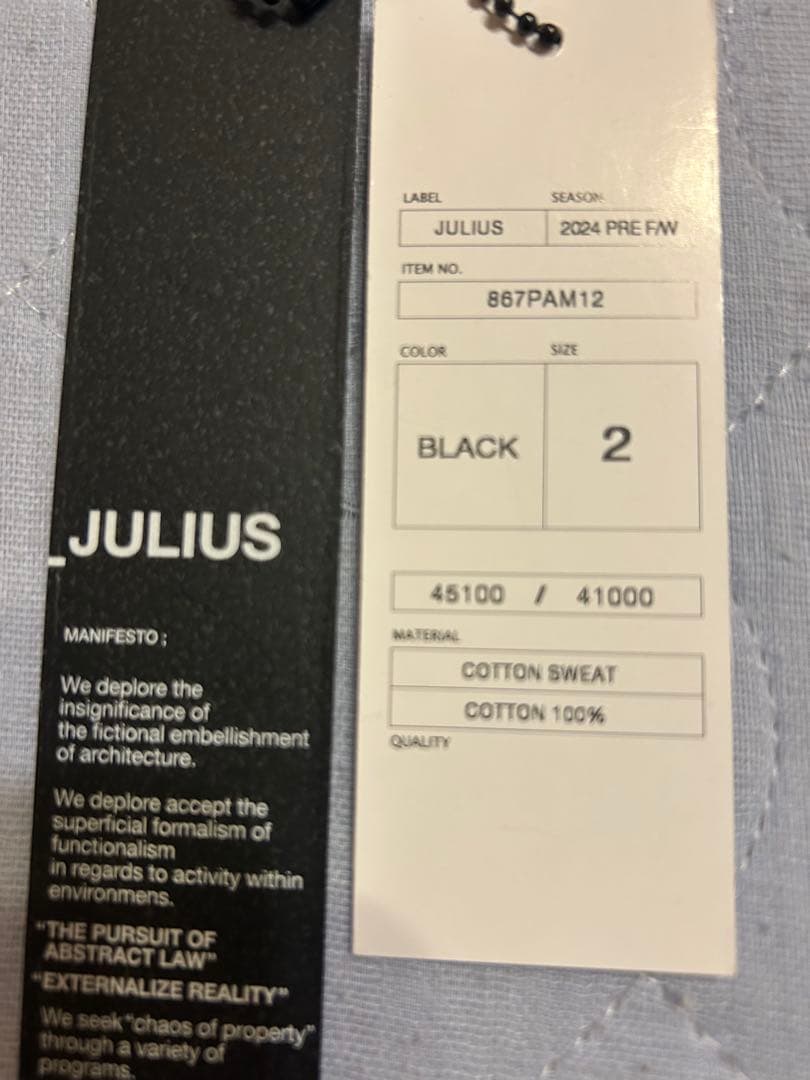 _JULIUS
MANIFESTO ;
We deplore the
insignificance of
the fictional embellishment
of architecture.
We deplore accept the
superficial formalism of
functionalism
in regards to activity within
environmens.
"THE PURSUIT OF
ABSTRACT LAW"
"EXTERNALIZE REALITY"
We seek "chaos of property"
through a variety of
programs.
LABEL SEASON
JULIUS 2024 PRE F/W
ITEM NO.
867PAM12
COLOR SIZE
BLACK 2
45100 / 41000
MATERIAL
COTTON SWEAT
COTTON 100%
QUALITY